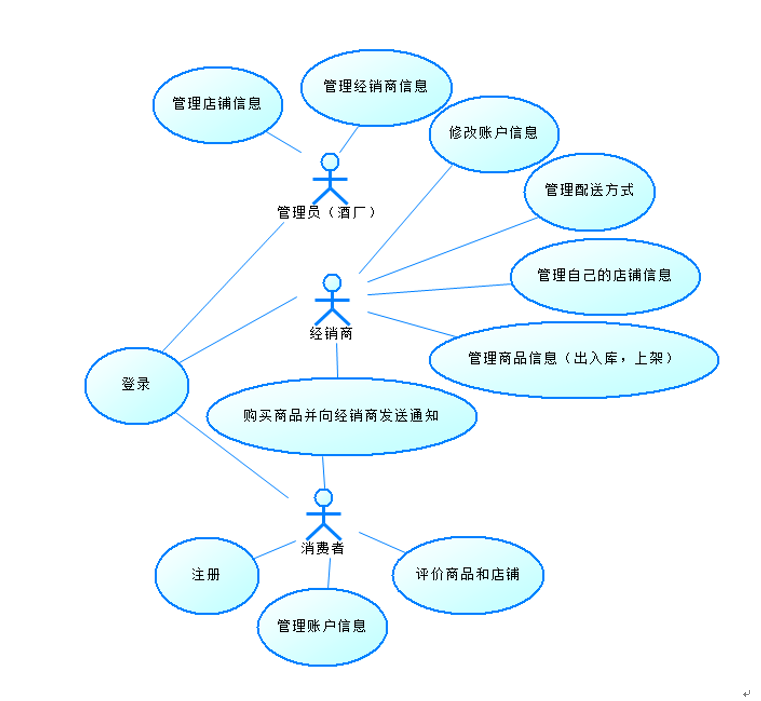 管理经销商信息
管理店铺信息
修改账户信息
管理配送方式
管理员（酒厂）
管理自己的店铺信息
经销商
管理商品信息（出入库，上架）
登录
购买商品并向经销商发送通知
消费者
注册
评价商品和店铺
管理账户信息